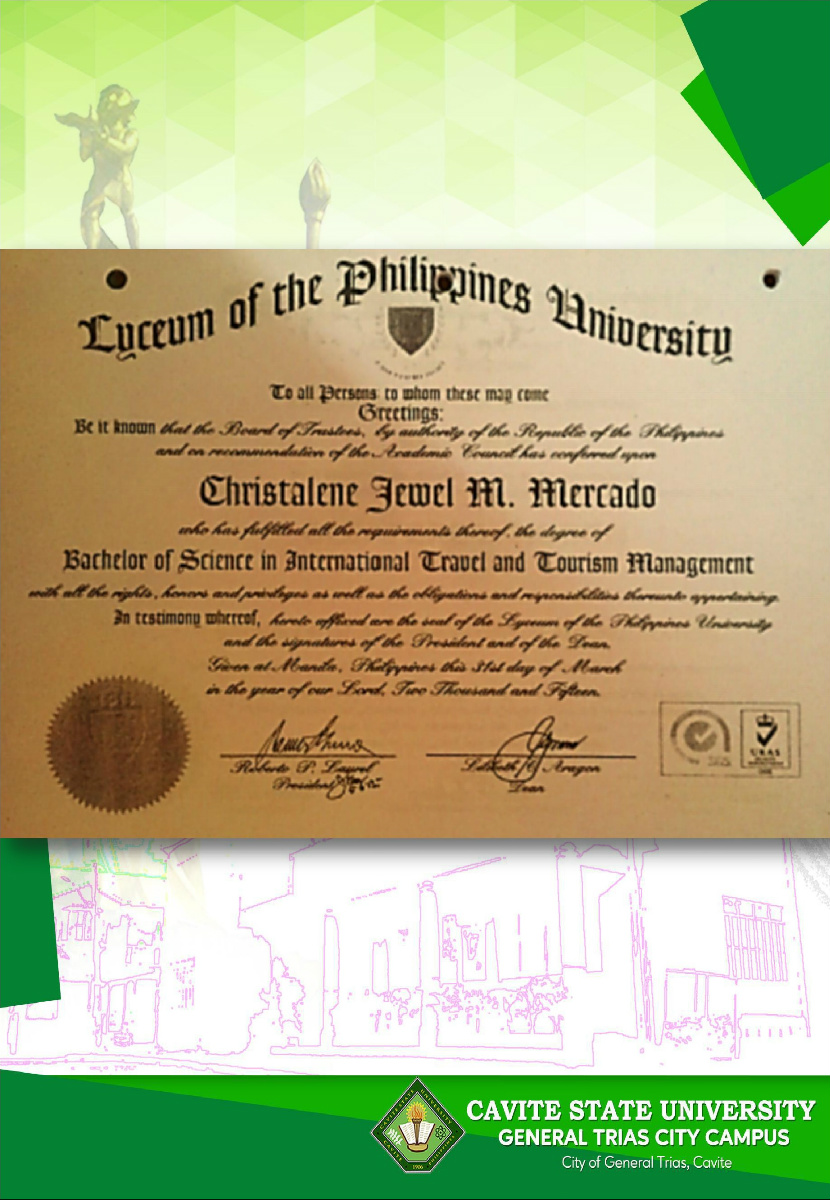 Lyceum of the Philippines University
To all Persons to whom these may come
Greetings:
Be it known that the Board of Trustees, by authority of the Republic of the Philippines
and on recommendation of the Academic Council has conferred upon
Christalene Jewel M. Mercado
who has fulfilled all the requirements thereof, the degree of
Bachelor of Science in International Travel and Tourism Management
with all the rights, honors and privileges as well as the obligations and responsibilities thereunto appertaining.
In testimony whereof, hereto affixed are the seal of the Lyceum of the Philippines University
and the signatures of the President and of the Dean.
Given at Manila, Philippines this 31st day of March
in the year of our Lord, Two Thousand and Fifteen.
Roberto P. Laurel
President
Aragon
Dean
UKAS
CAVITE STATE UNIVERSITY
GENERAL TRIAS CITY CAMPUS
City of General Trias, Cavite
1906